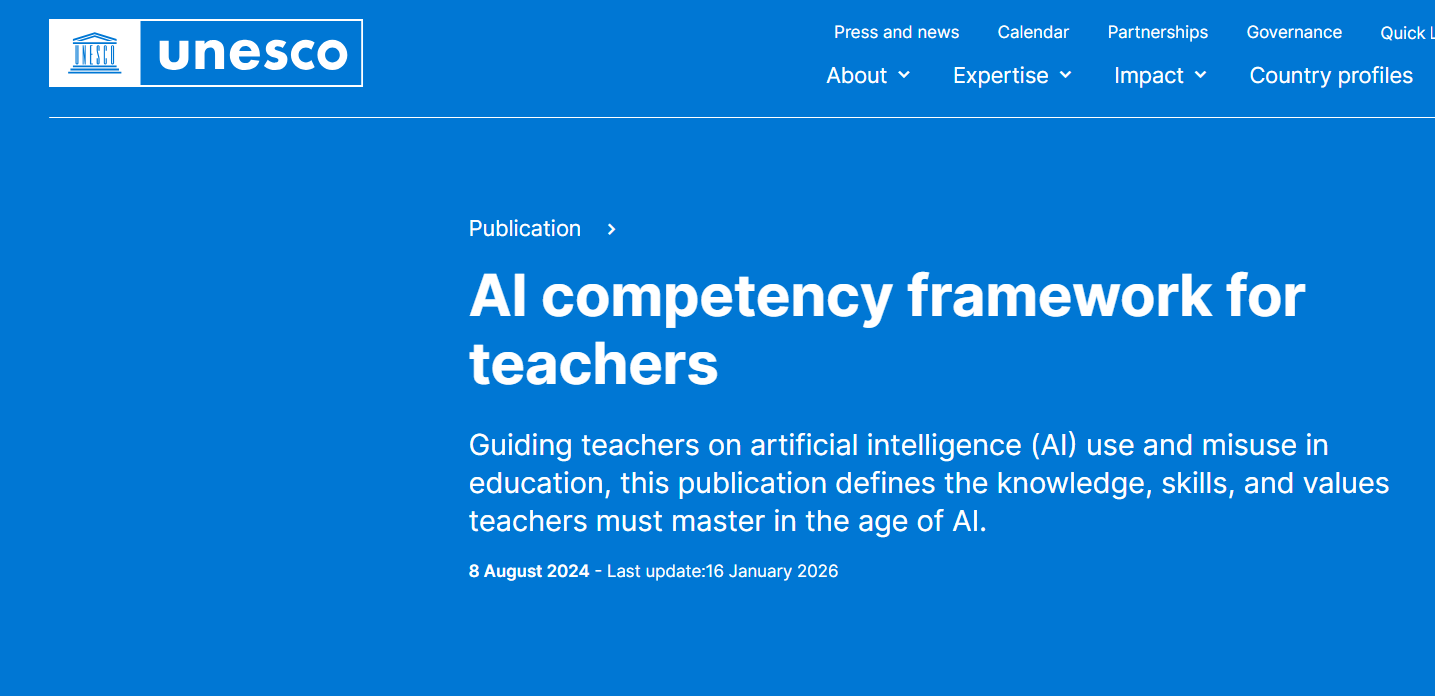 UNESCO
unesco
Press and news Calendar Partnerships Governance Quick
About Expertise Impact Country profiles
Publication
AI competency framework for
teachers
Guiding teachers on artificial intelligence (AI) use and misuse in
education, this publication defines the knowledge, skills, and values
teachers must master in the age of AI.
8 August 2024 - Last update:16 January 2026